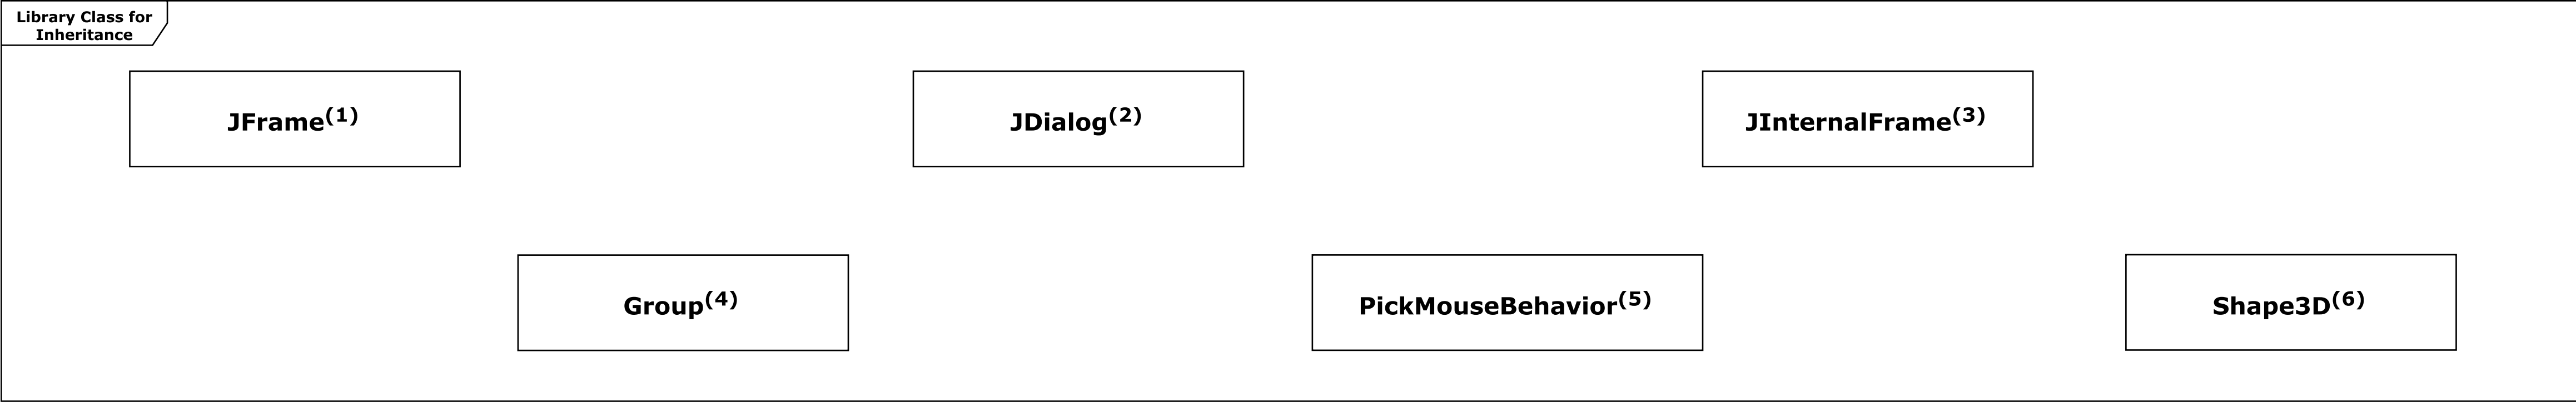 Library Class for
Inheritance
JFrame(1)
JDialog(2)
JInternalFrame(3)
Group(4)
PickMouseBehavior(5)
Shape3D(6)